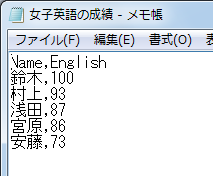 女子英語の成績 - メモ帳
ファイル(F) 編集(E) 書式(O)
Name,English
鈴木,100
村上,93
浅田,87
宮原,86
安藤,73